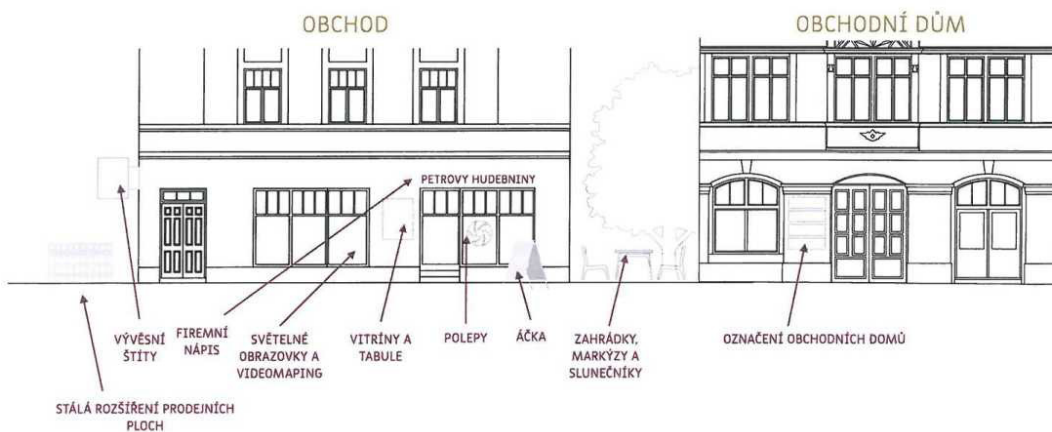 OBCHOD
OBCHODNÍ DŮM
PETROVY HUDEBNINY
VÝVĚSNÍ
ŠTÍTY
FIREMNÍ
NÁPIS
SVĚTELNÉ
OBRAZOVKY A
VIDEOMAPING
VITRÍNY A
TABULE
POLEPY
ÁČKA
ZAHRÁDKY,
MARKÝZY A
SLUNEČNÍKY
OZNAČENÍ OBCHODNÍCH DOMŮ
STÁLÁ ROZŠÍŘENÍ PRODEJNÍCH
PLOCH